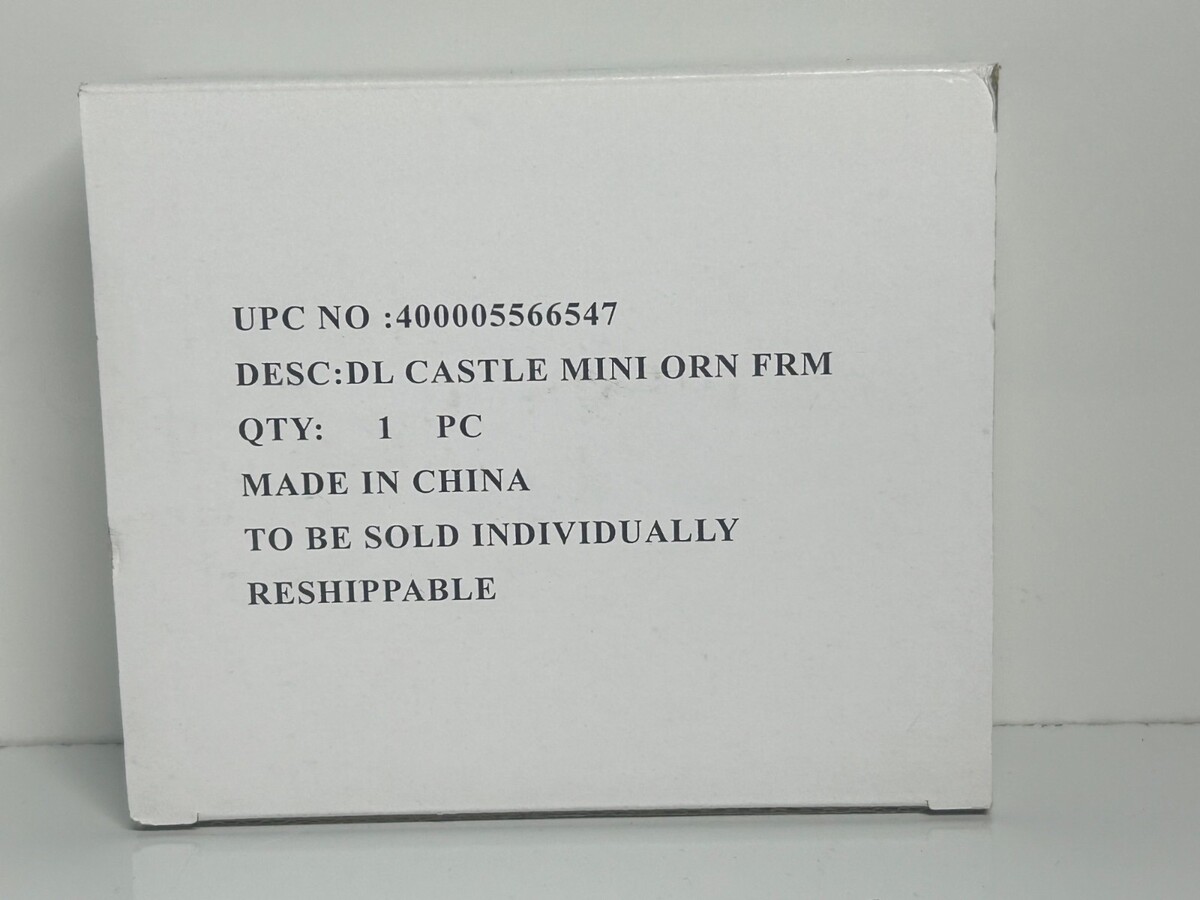 UPC NO :400005566547
DESC:DL CASTLE MINI ORN FRM
QTY: 1 PC
MADE IN CHINA
TO BE SOLD INDIVIDUALLY
RESHIPPABLE